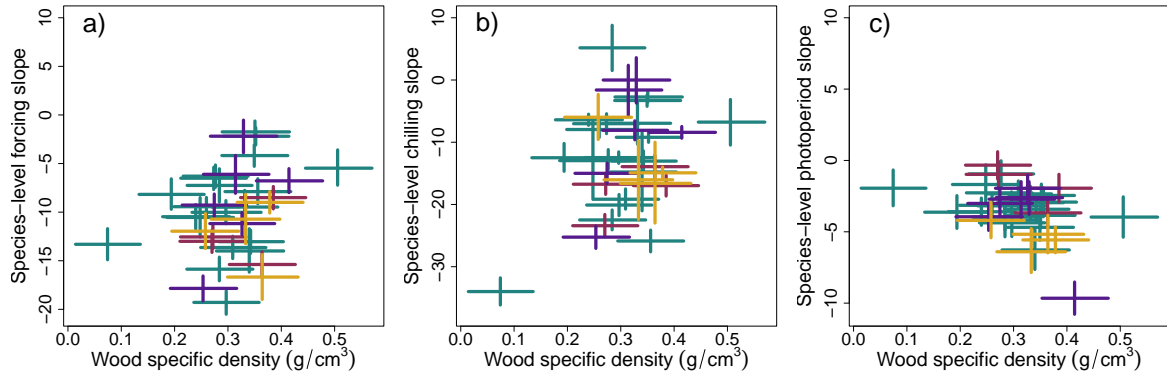 a)
Species-level forcing slope
10
5
0
-5
-10
-15
-20
0.0 0.1 0.2 0.3 0.4 0.5
Wood specific density (g/cm³)
b)
Species-level chilling slope
10
0
-10
-20
-30
0.0 0.1 0.2 0.3 0.4 0.5
Wood specific density (g/cm³)
c)
Species-level photoperiod slope
10
5
0
-5
-10
0.0 0.1 0.2 0.3 0.4 0.5
Wood specific density (g/cm³)